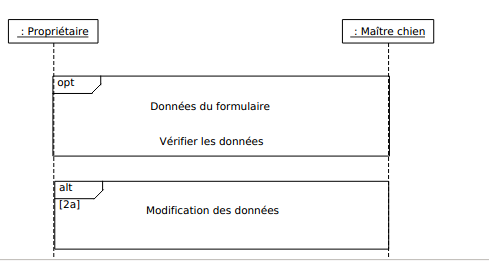 : Propriétaire
: Maître chien
opt
Données du formulaire
Vérifier les données
alt
[2a]
Modification des données